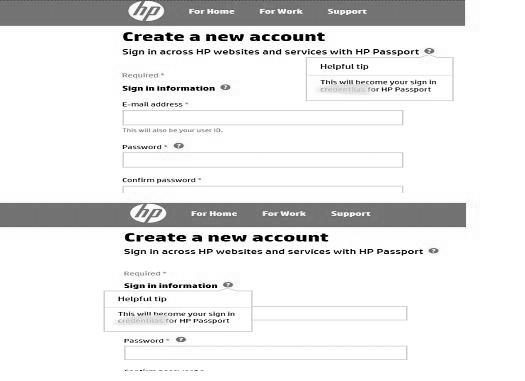 hp For Home For Work Support
Create a new account
Sign in across HP websites and services with HP Passport ?
Helpful tip
This will become your sign in
credentilas for HP Passport
Required *
Sign in information ?
E-mail address *
This will also be your user ID.
Password * ?
Confirm password *
hp For Home For Work Support
Create a new account
Sign in across HP websites and services with HP Passport ?
Required *
Sign in information ?
Helpful tip
This will become your sign in
credentilas for HP Passport
Password * ?